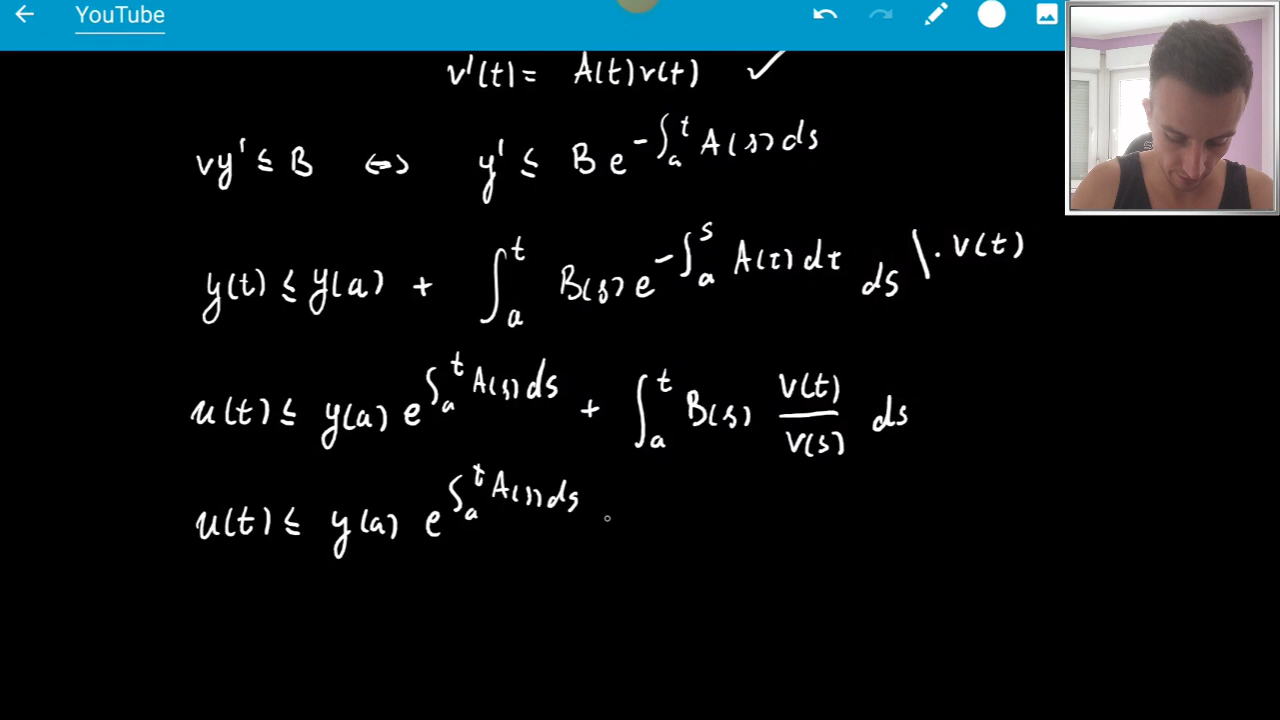 YouTube
v'(t) = A(t)v(t) ✓
vy' ≤ B ⇔ y' ≤ B e^{-∫_a^t A(s)ds}
y(t) ≤ y(a) + ∫_a^t B(s) e^{-∫_a^s A(τ)dτ} ds \ · v(t)
u(t) ≤ y(a) e^{∫_a^t A(s)ds} + ∫_a^t B(s) v(t)/v(s) ds
u(t) ≤ y(a) e^{∫_a^t A(s)ds}